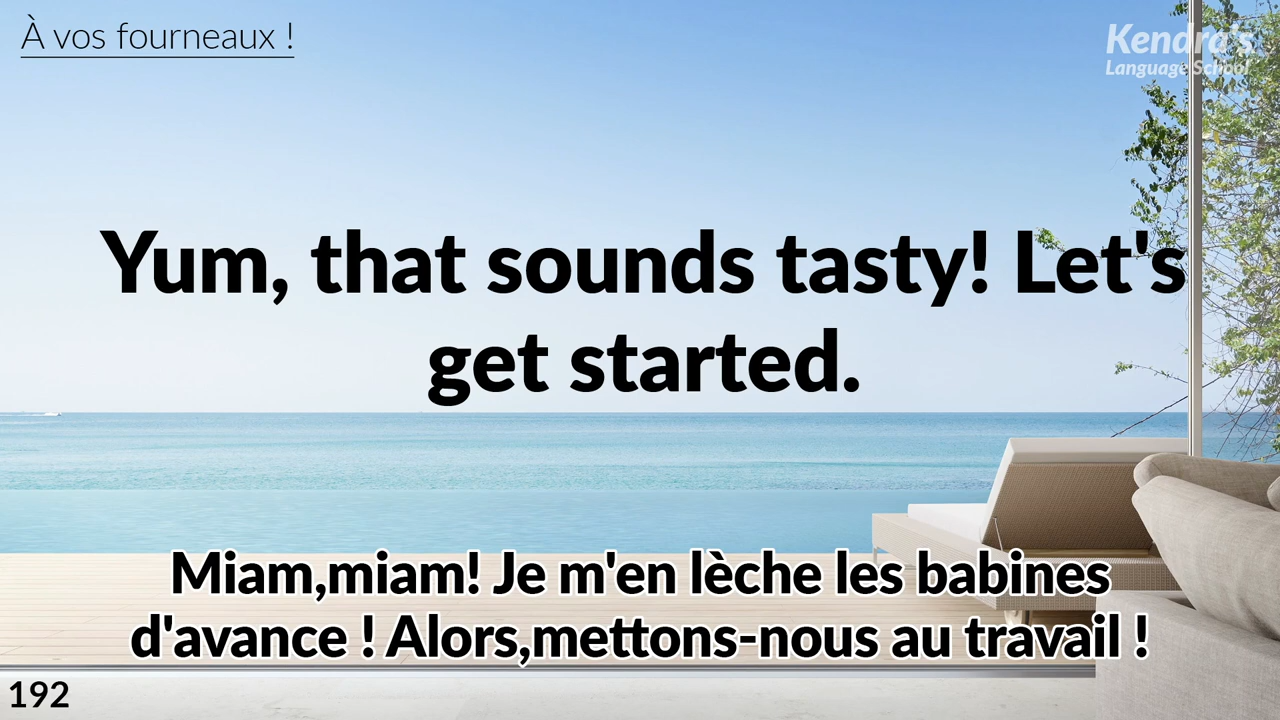 À vos fourneaux !
Kendra's
Language School
Yum, that sounds tasty! Let's
get started.
Miam,miam! Je m'en lèche les babines
d'avance ! Alors,mettons-nous au travail !
192